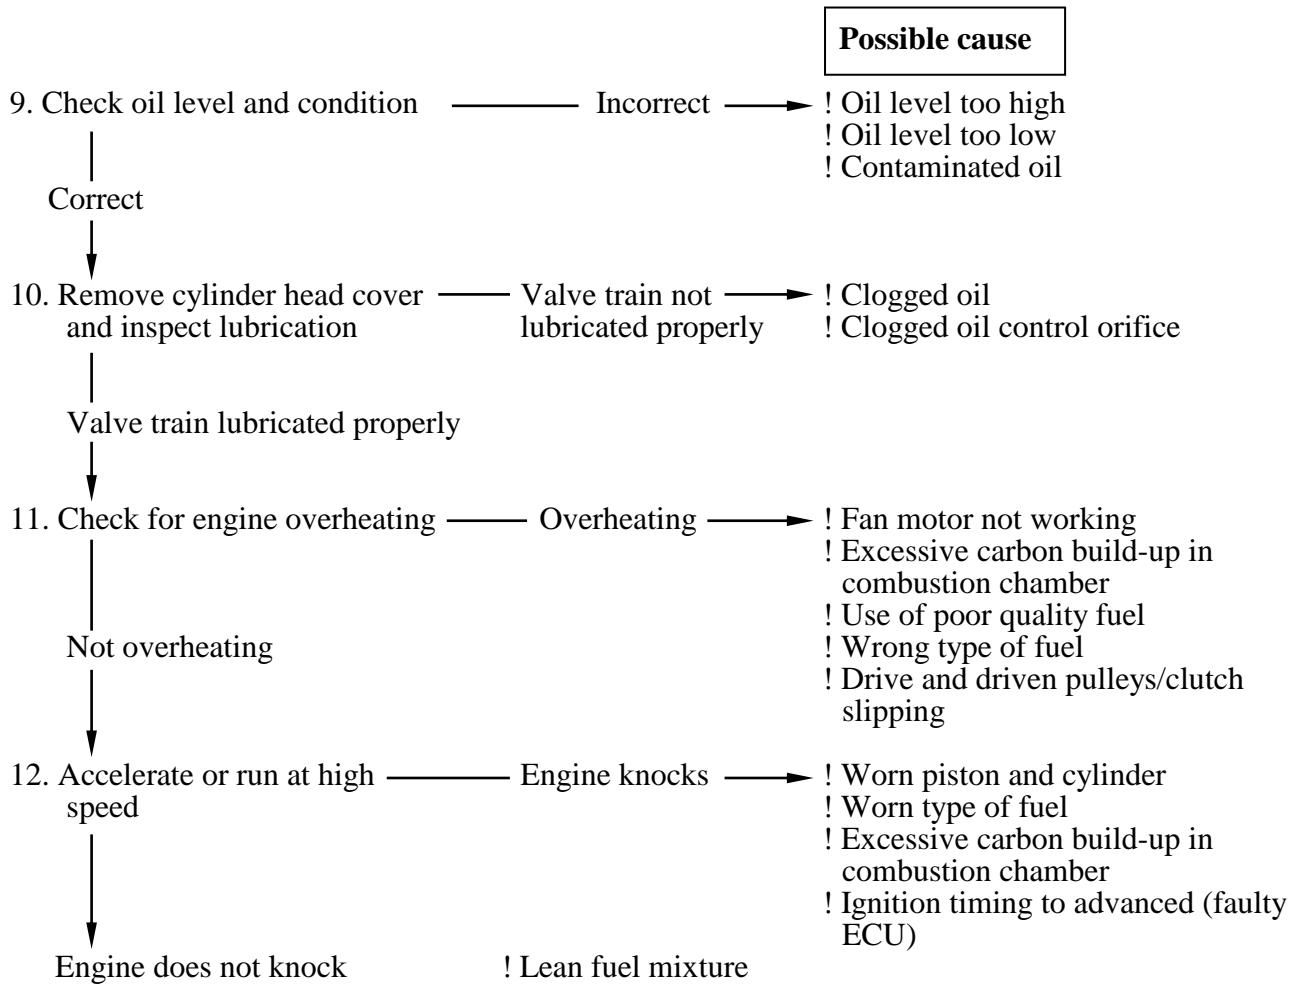 Possible cause
9. Check oil level and condition Incorrect ! Oil level too high
! Oil level too low
! Contaminated oil
Correct
10. Remove cylinder head cover Valve train not ! Clogged oil
and inspect lubrication lubricated properly ! Clogged oil control orifice
Valve train lubricated properly
11. Check for engine overheating Overheating ! Fan motor not working
! Excessive carbon build-up in
combustion chamber
! Use of poor quality fuel
Not overheating ! Wrong type of fuel
! Drive and driven pulleys/clutch
slipping
12. Accelerate or run at high Engine knocks ! Worn piston and cylinder
speed ! Worn type of fuel
! Excessive carbon build-up in
combustion chamber
! Ignition timing to advanced (faulty
ECU)
Engine does not knock ! Lean fuel mixture